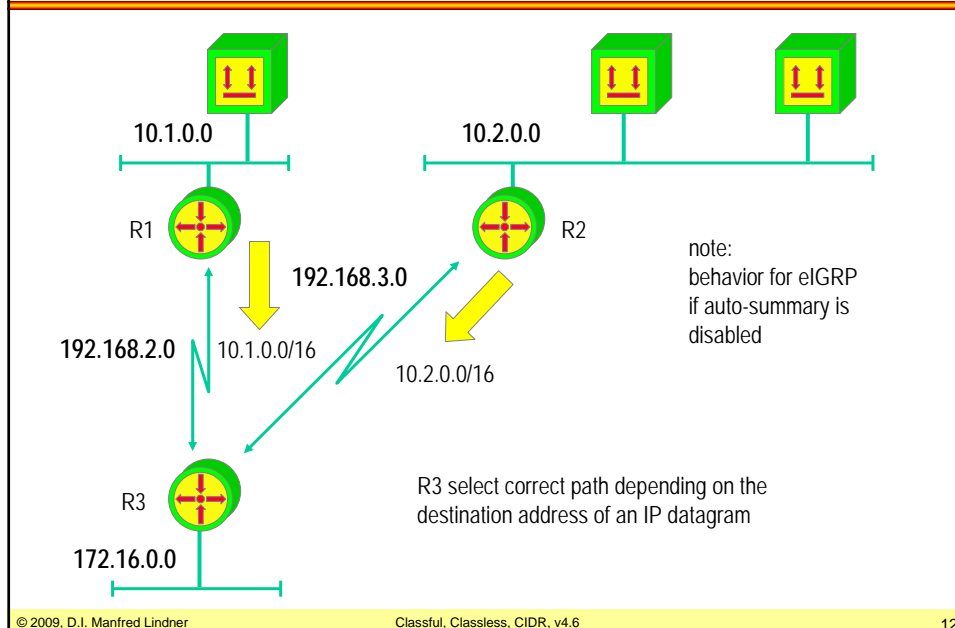 10.1.0.0
10.2.0.0
R1
R2
192.168.3.0
note:
behavior for eIGRP
if auto-summary is
disabled
192.168.2.0
10.1.0.0/16
10.2.0.0/16
R3
R3 select correct path depending on the
destination address of an IP datagram
172.16.0.0
© 2009, D.I. Manfred Lindner
Classful, Classless, CIDR, v4.6
12